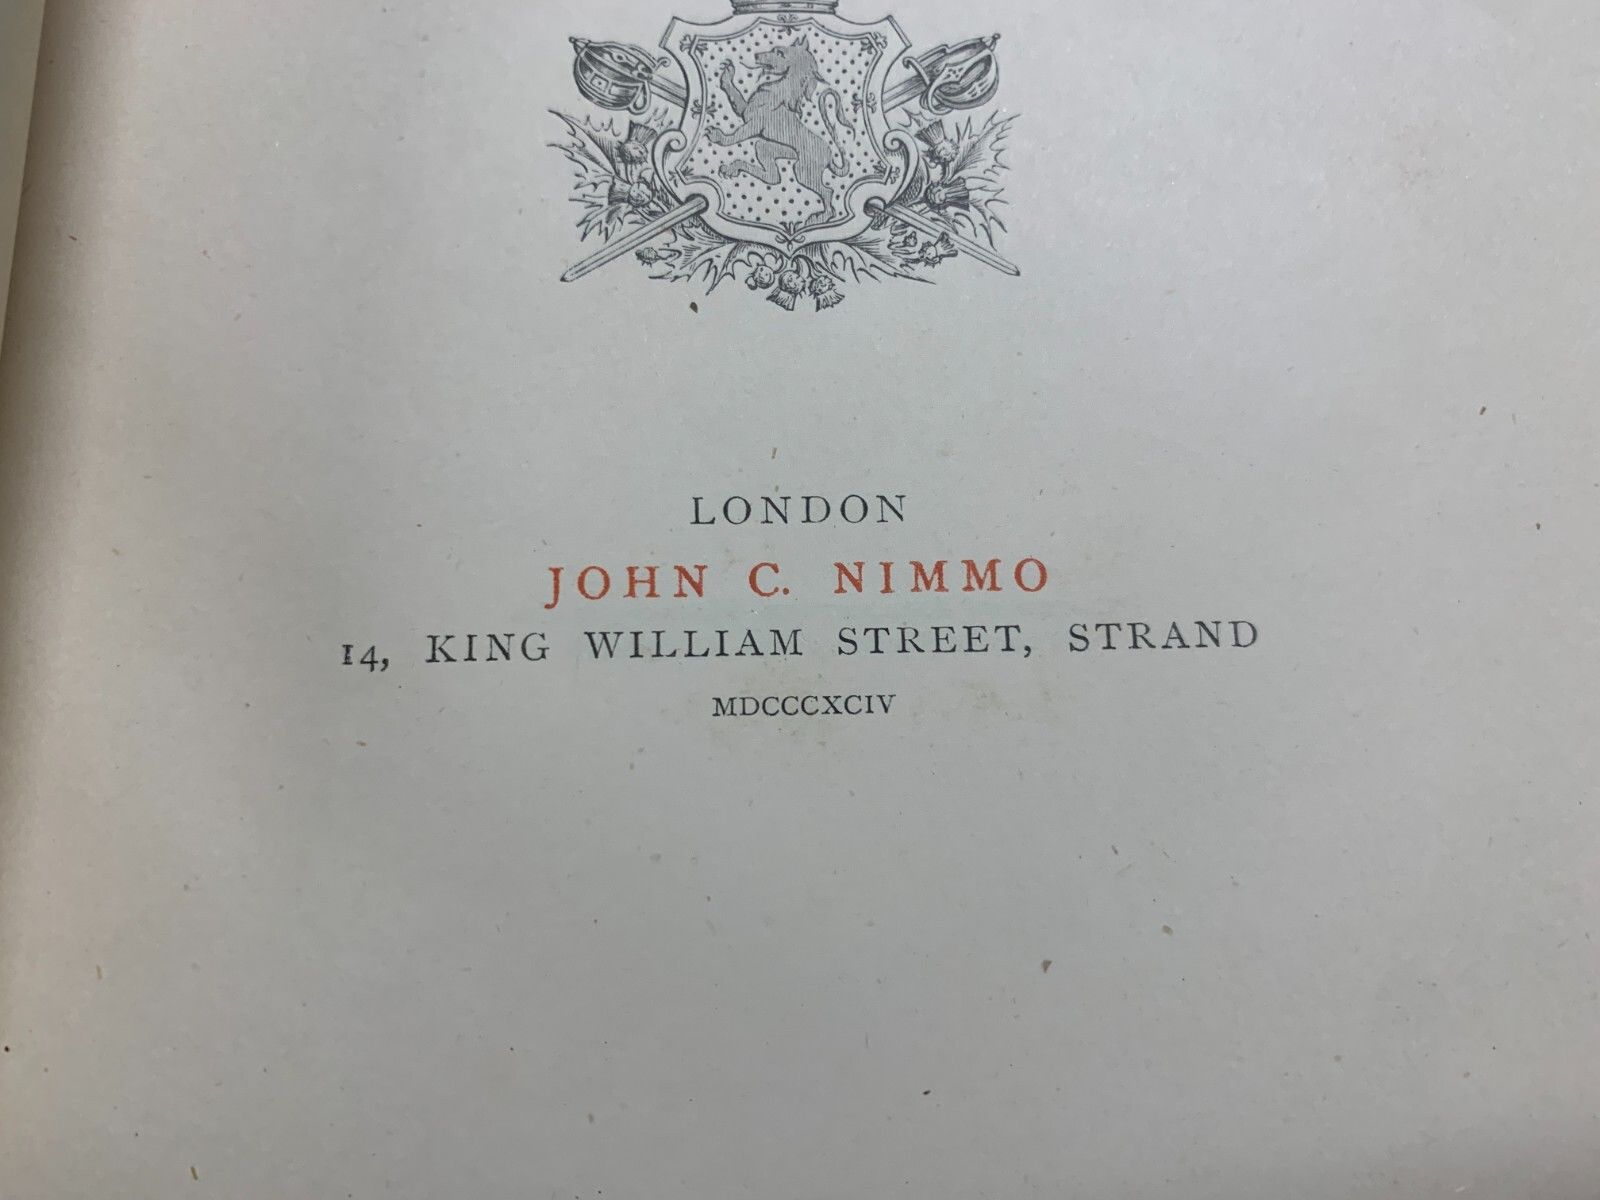 LONDON
JOHN C. NIMMO
14, KING WILLIAM STREET, STRAND
MDCCCXCIV